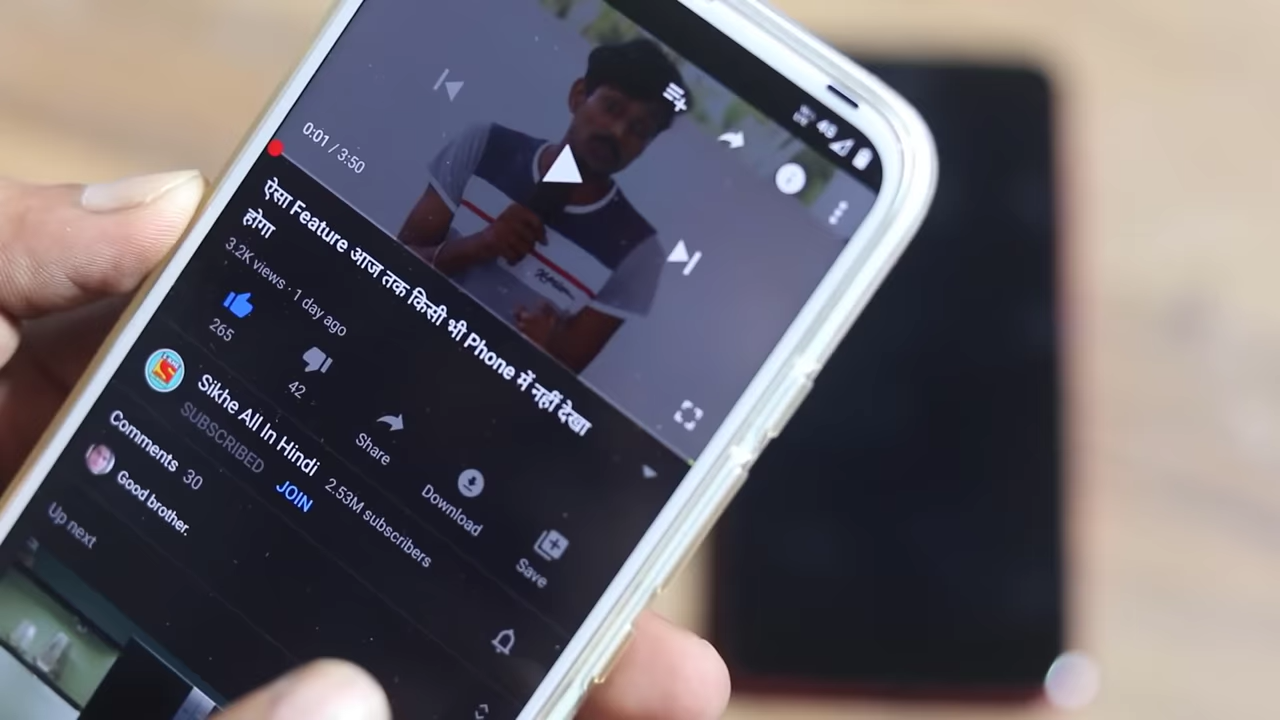 4G
0:01 / 3:50
ऐसा Feature आज तक किसी भी Phone में नहीं देखा
होगा
3.2K views · 1 day ago
265
42
Share
Download
Save
Sikhe All In Hindi
2.53M subscribers
SUBSCRIBED
JOIN
Comments 30
Good brother.
Up next